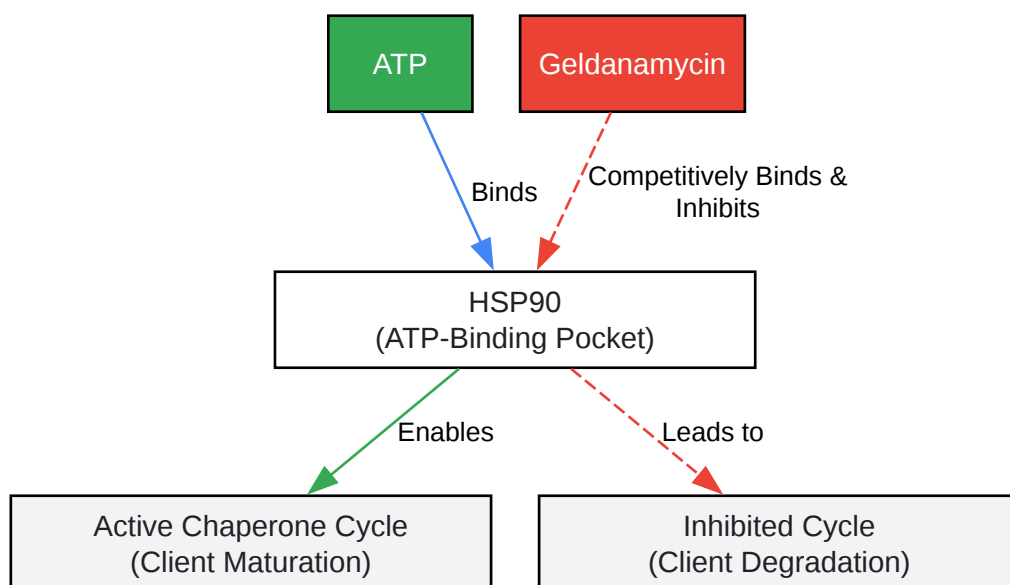 ATP
Geldanamycin
Binds
Competitively Binds &
Inhibits
HSP90
(ATP-Binding Pocket)
Enables
Leads to
Active Chaperone Cycle
(Client Maturation)
Inhibited Cycle
(Client Degradation)